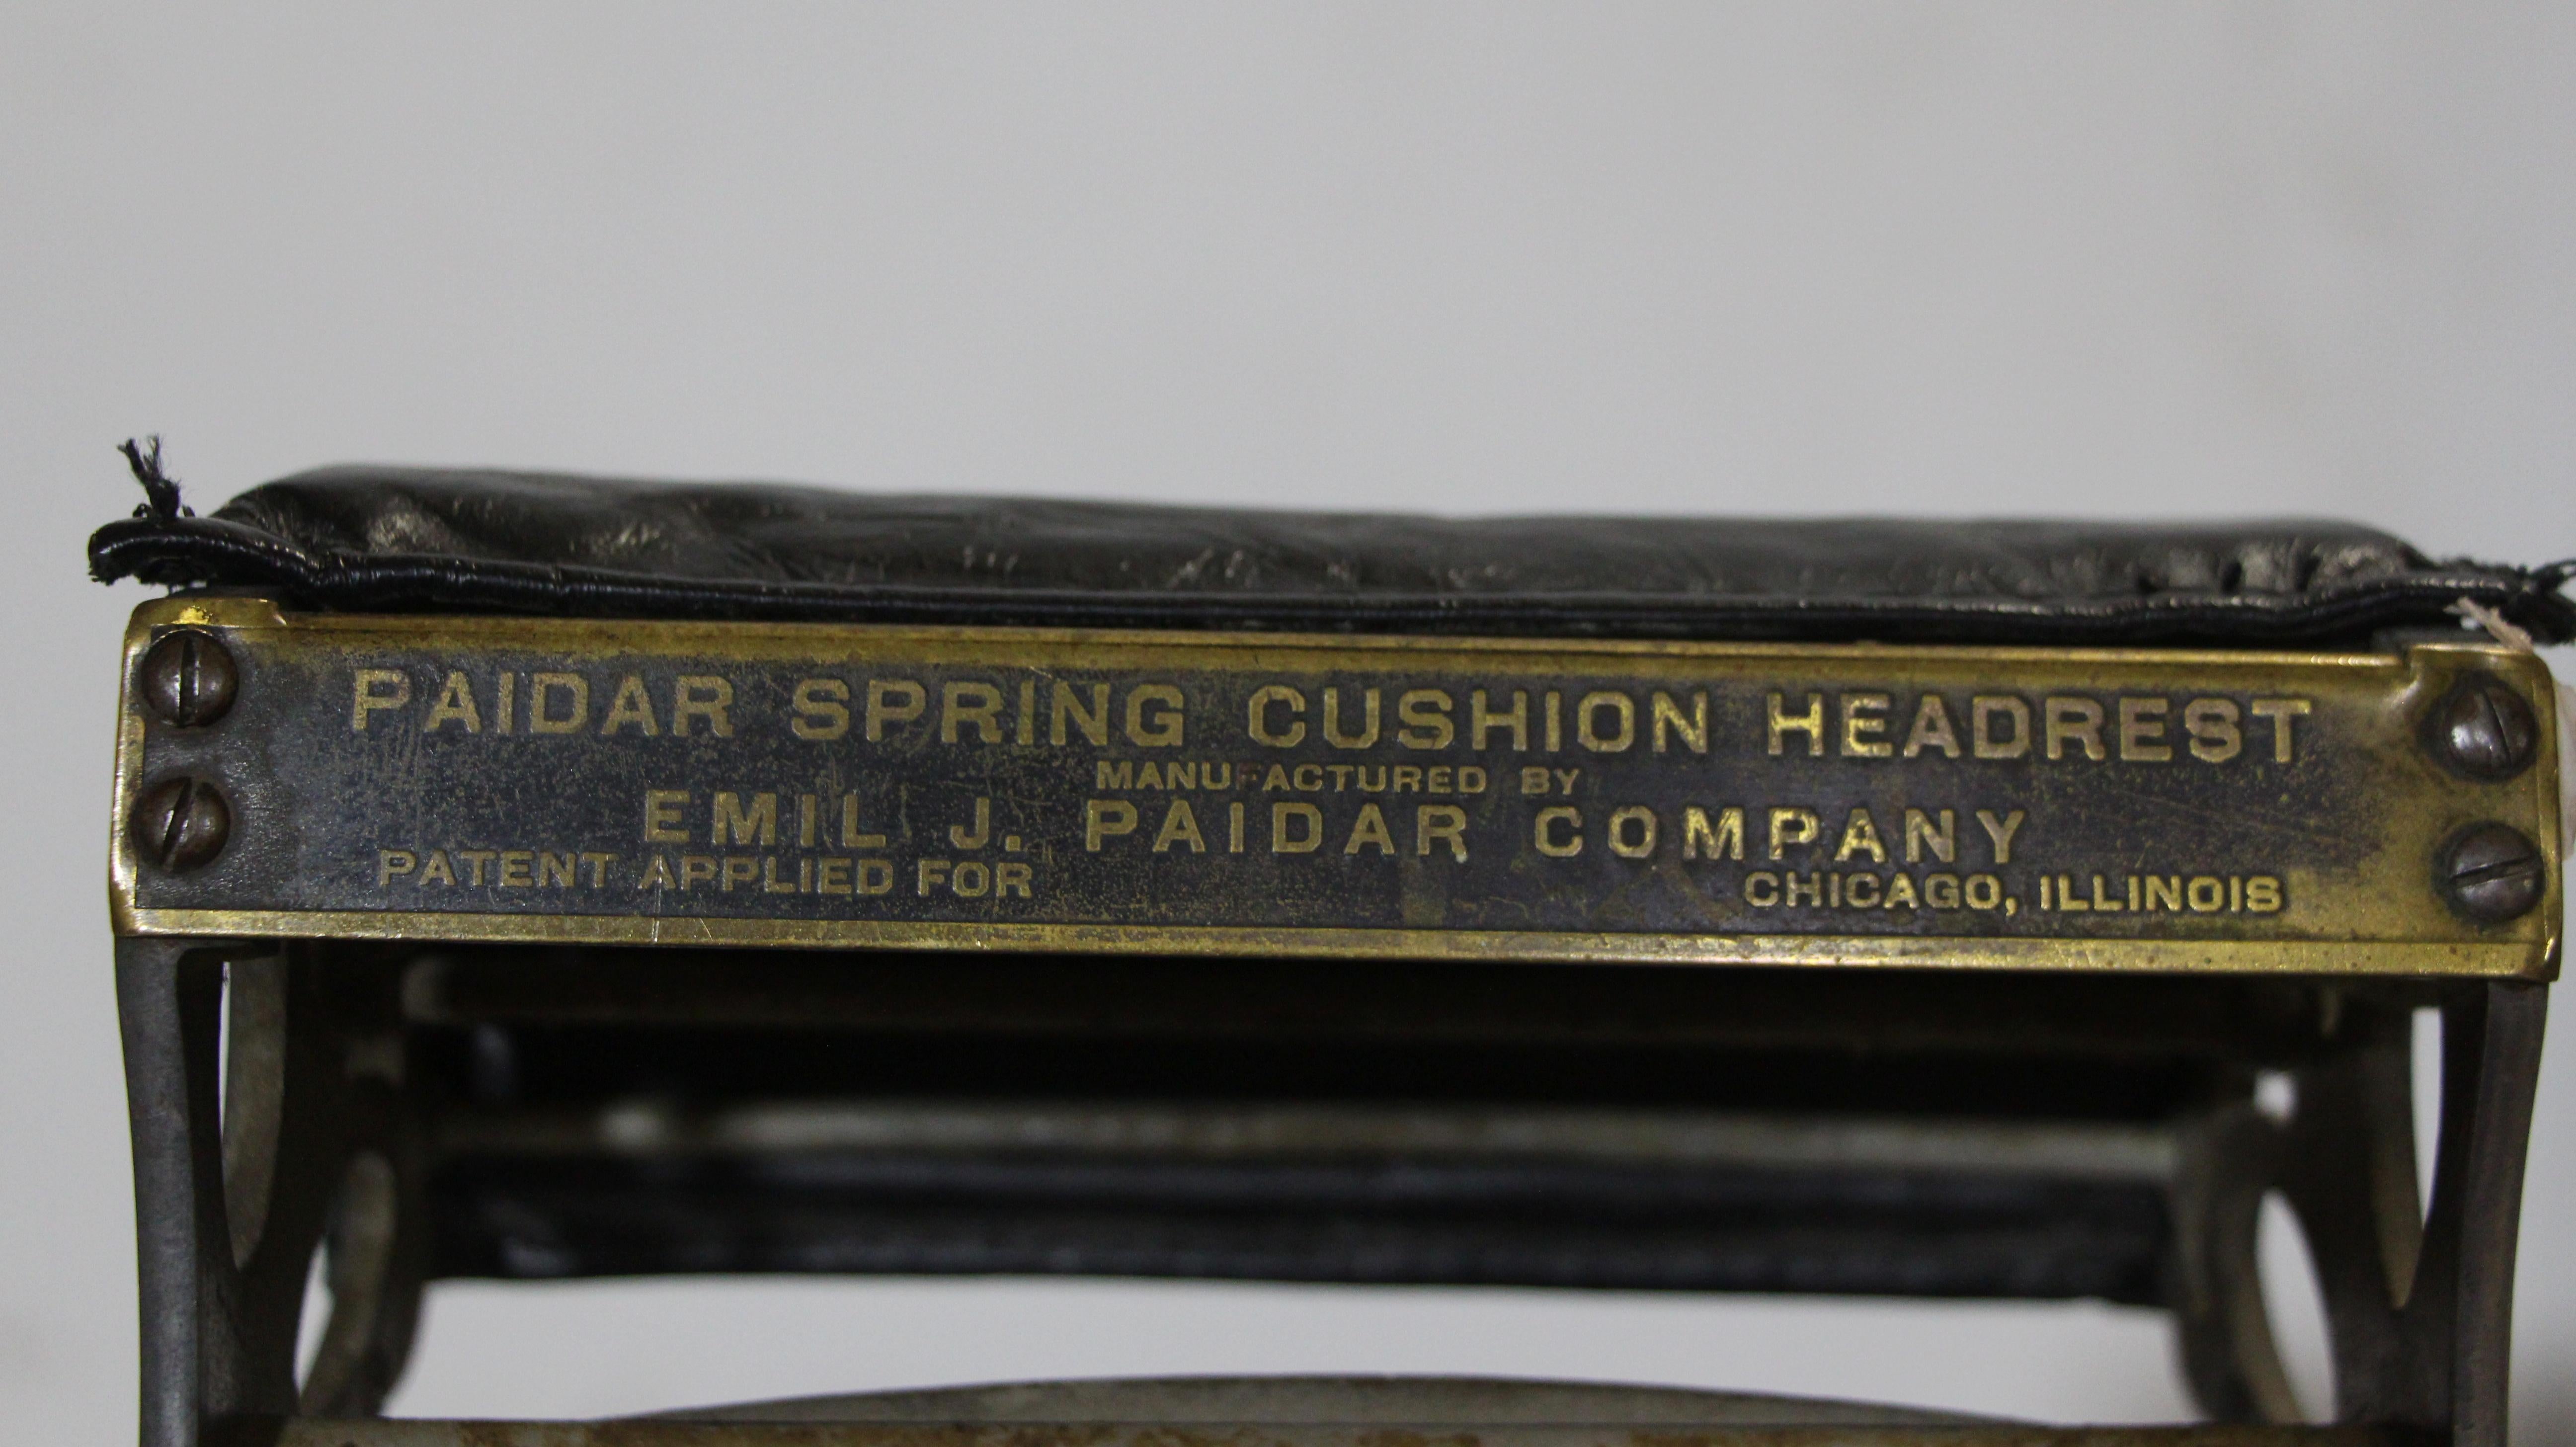 PAIDAR SPRING CUSHION HEADREST
MANUFACTURED BY
EMIL J. PAIDAR COMPANY
PATENT APPLIED FOR
CHICAGO, ILLINOIS